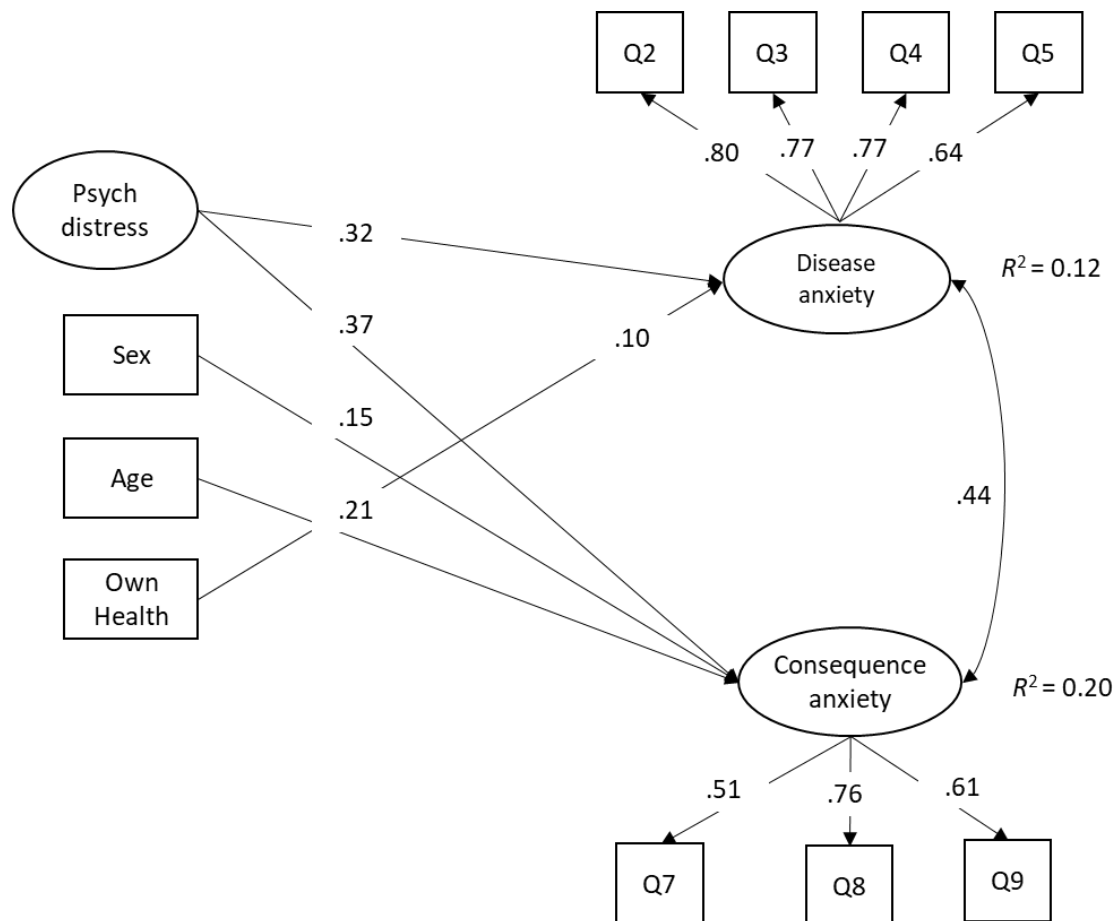 Q2
Q3
Q4
Q5
.80
.77
.77
.64
Psych
distress
.32
Disease
anxiety
R² = 0.12
.37
.10
Sex
.15
Age
.21
.44
Own
Health
Consequence
anxiety
R² = 0.20
.51
.76
.61
Q7
Q8
Q9